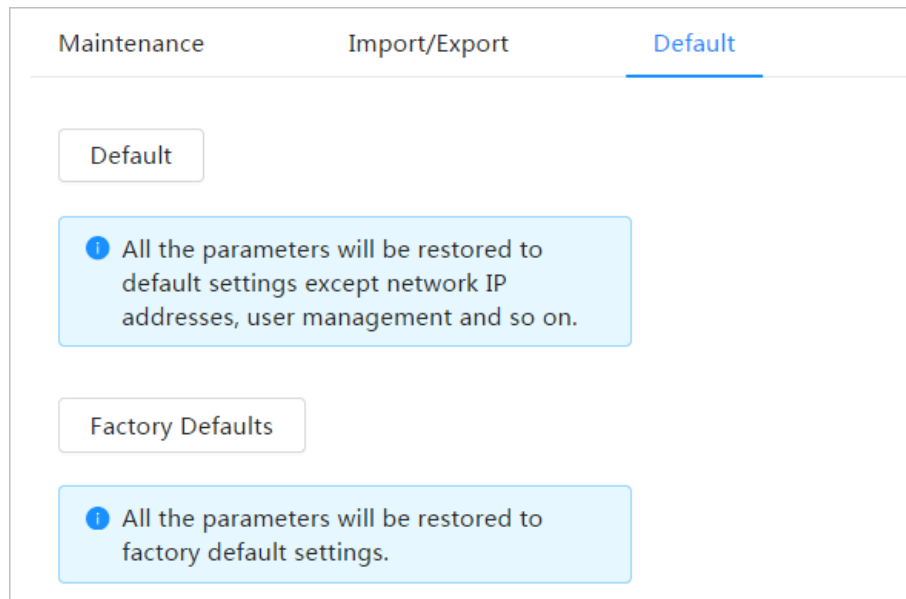 Maintenance Import/Export Default
Default
All the parameters will be restored to
default settings except network IP
addresses, user management and so on.
Factory Defaults
All the parameters will be restored to
factory default settings.